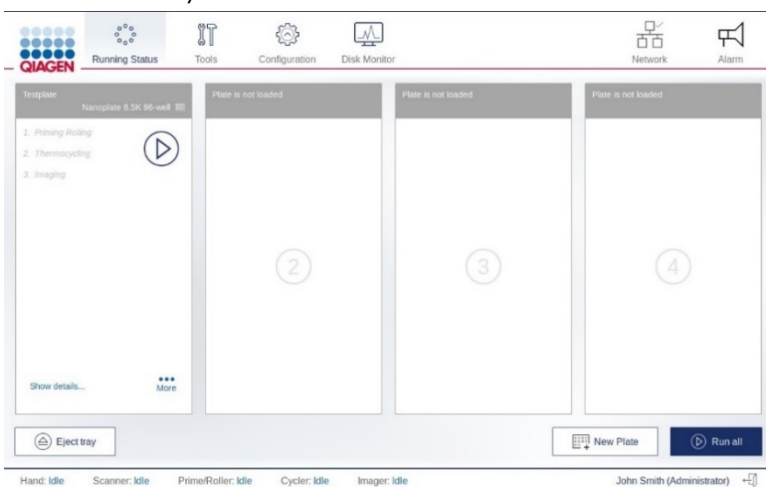 QIAGEN
Running Status
Tools
Configuration
Disk Monitor
Network
Alarm
Testplate
Nanoplate 8.5K 96-well
1. Priming Rolling
2. Thermocycling
3. Imaging
Show details...
More
Plate is not loaded
2
Plate is not loaded
3
Plate is not loaded
4
Eject tray
New Plate
Run all
Hand: Idle
Scanner: Idle
Prime/Roller: Idle
Cycler: Idle
Imager: Idle
John Smith (Administrator)